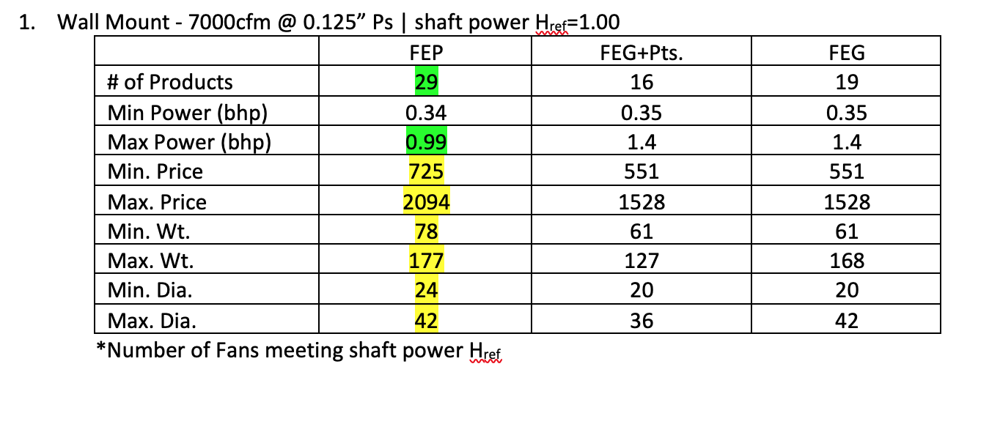 1. Wall Mount - 7000cfm @ 0.125” Ps | shaft power Href=1.00
FEP FEG+Pts. FEG
# of Products 29 16 19
Min Power (bhp) 0.34 0.35 0.35
Max Power (bhp) 0.99 1.4 1.4
Min. Price 725 551 551
Max. Price 2094 1528 1528
Min. Wt. 78 61 61
Max. Wt. 177 127 168
Min. Dia. 24 20 20
Max. Dia. 42 36 42
*Number of Fans meeting shaft power Href